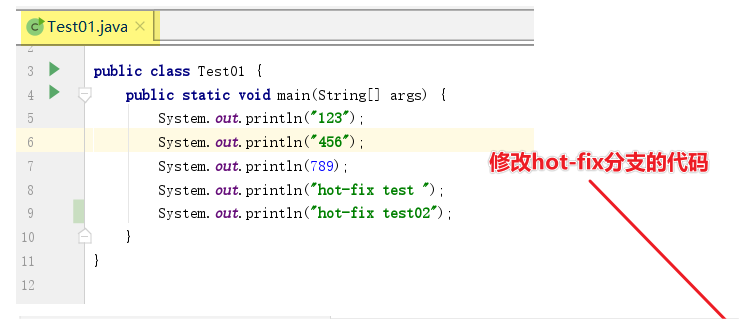 Test01.java
2
3 public class Test01 {
4 public static void main(String[] args) {
5 System.out.println("123");
6 System.out.println("456");
7 System.out.println(789);
8 System.out.println("hot-fix test ");
9 System.out.println("hot-fix test02");
10 }
11 }
12
修改hot-fix分支的代码